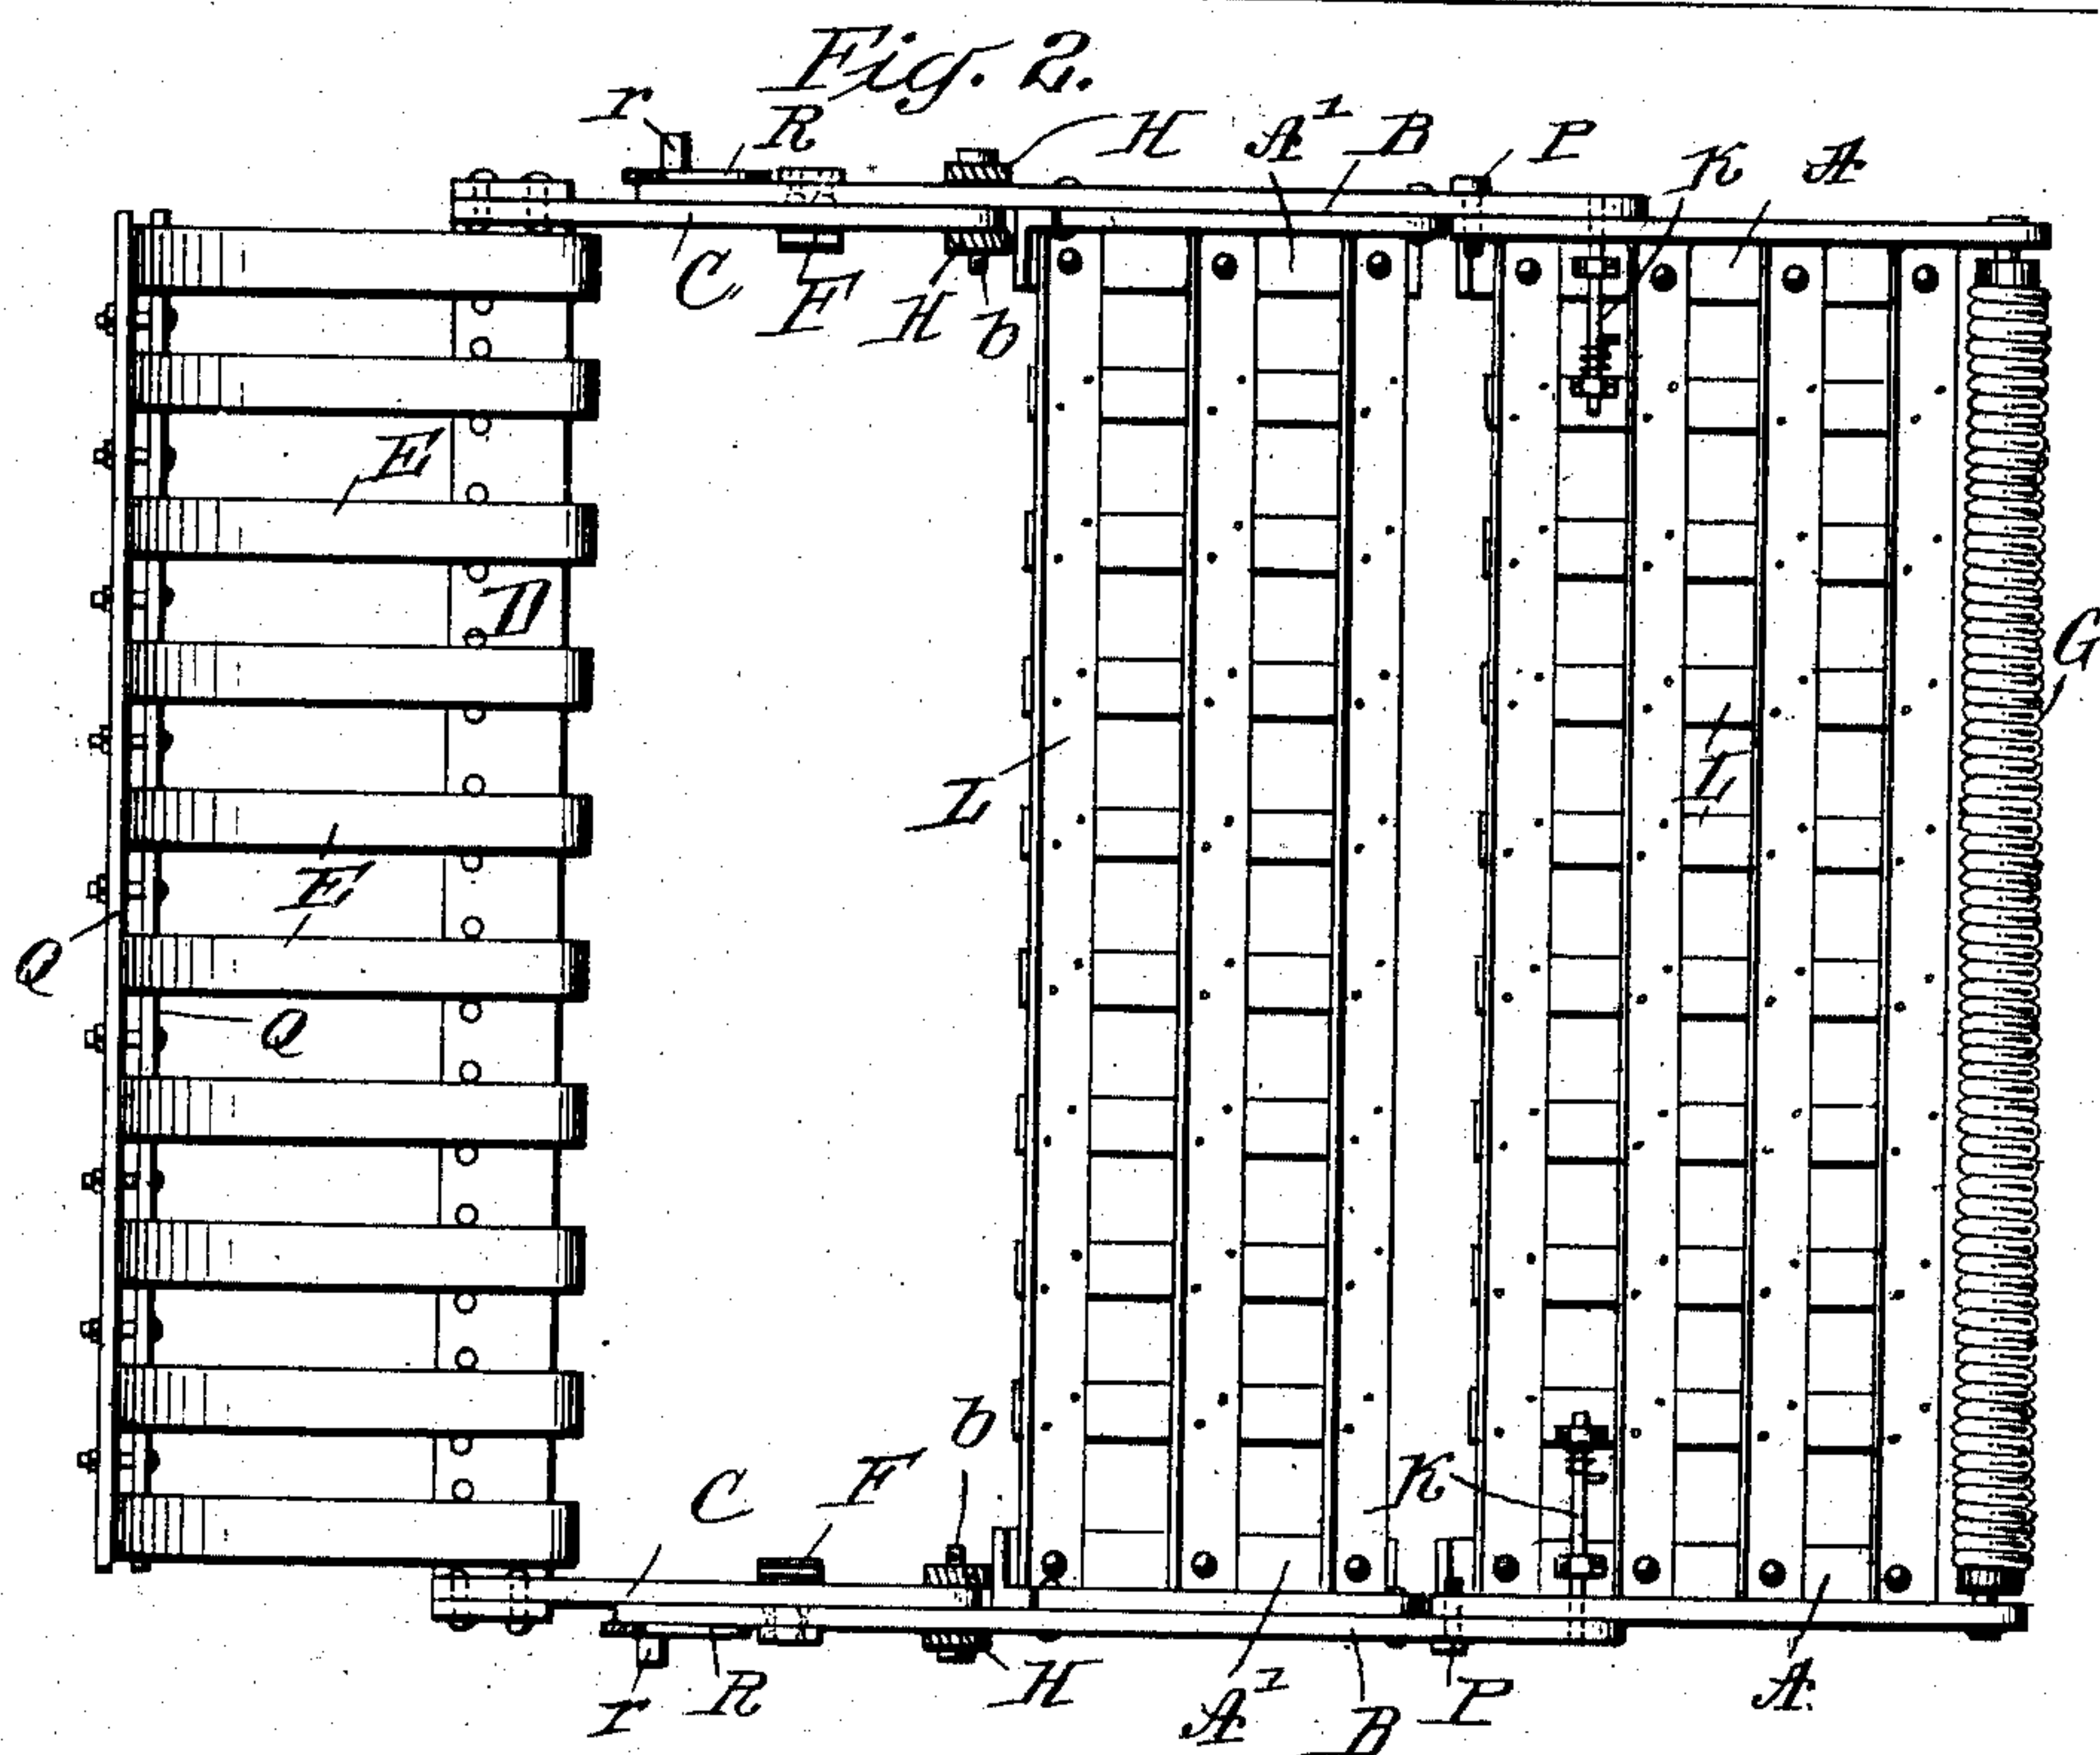 Fig. 2.
r R H A¹ B P K A
C F H b
E
D
G
L L
E
Q
Q
b
C F K
r R H A¹ B P A